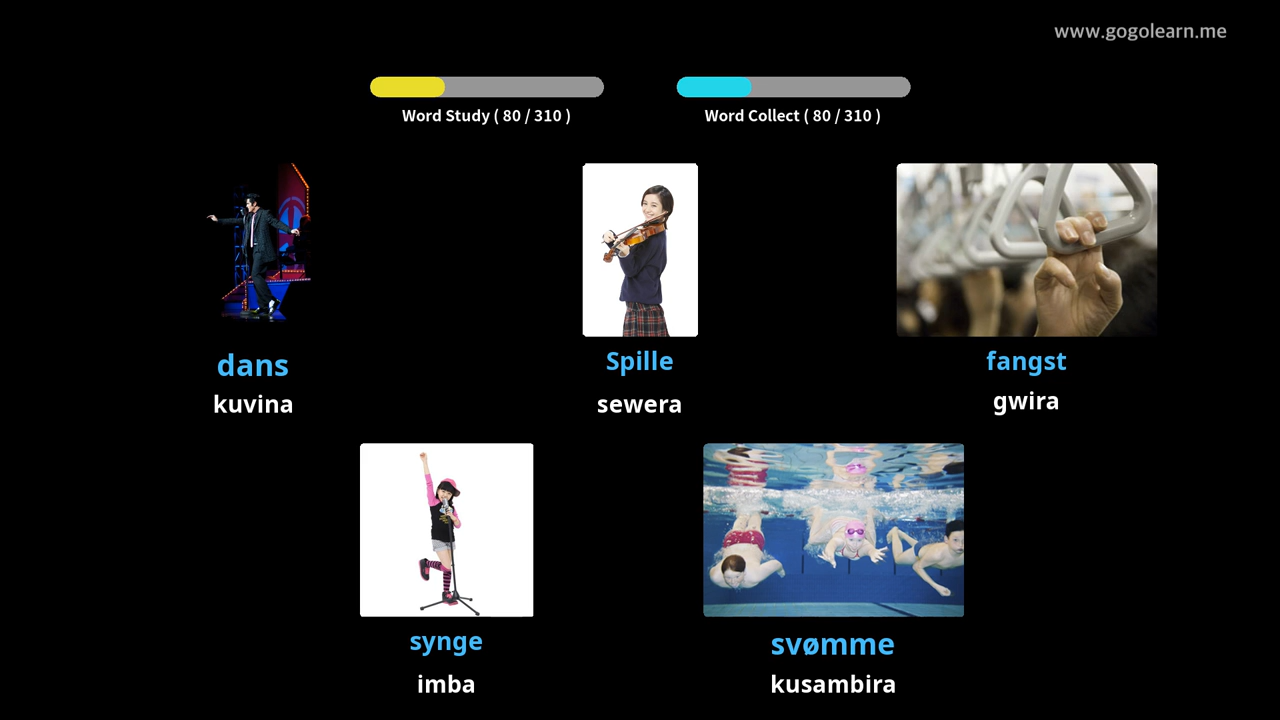 www.gogolearn.me
Word Study ( 80 / 310 )
Word Collect ( 80 / 310 )
dans
kuvina
Spille
sewera
fangst
gwira
synge
imba
svømme
kusambira